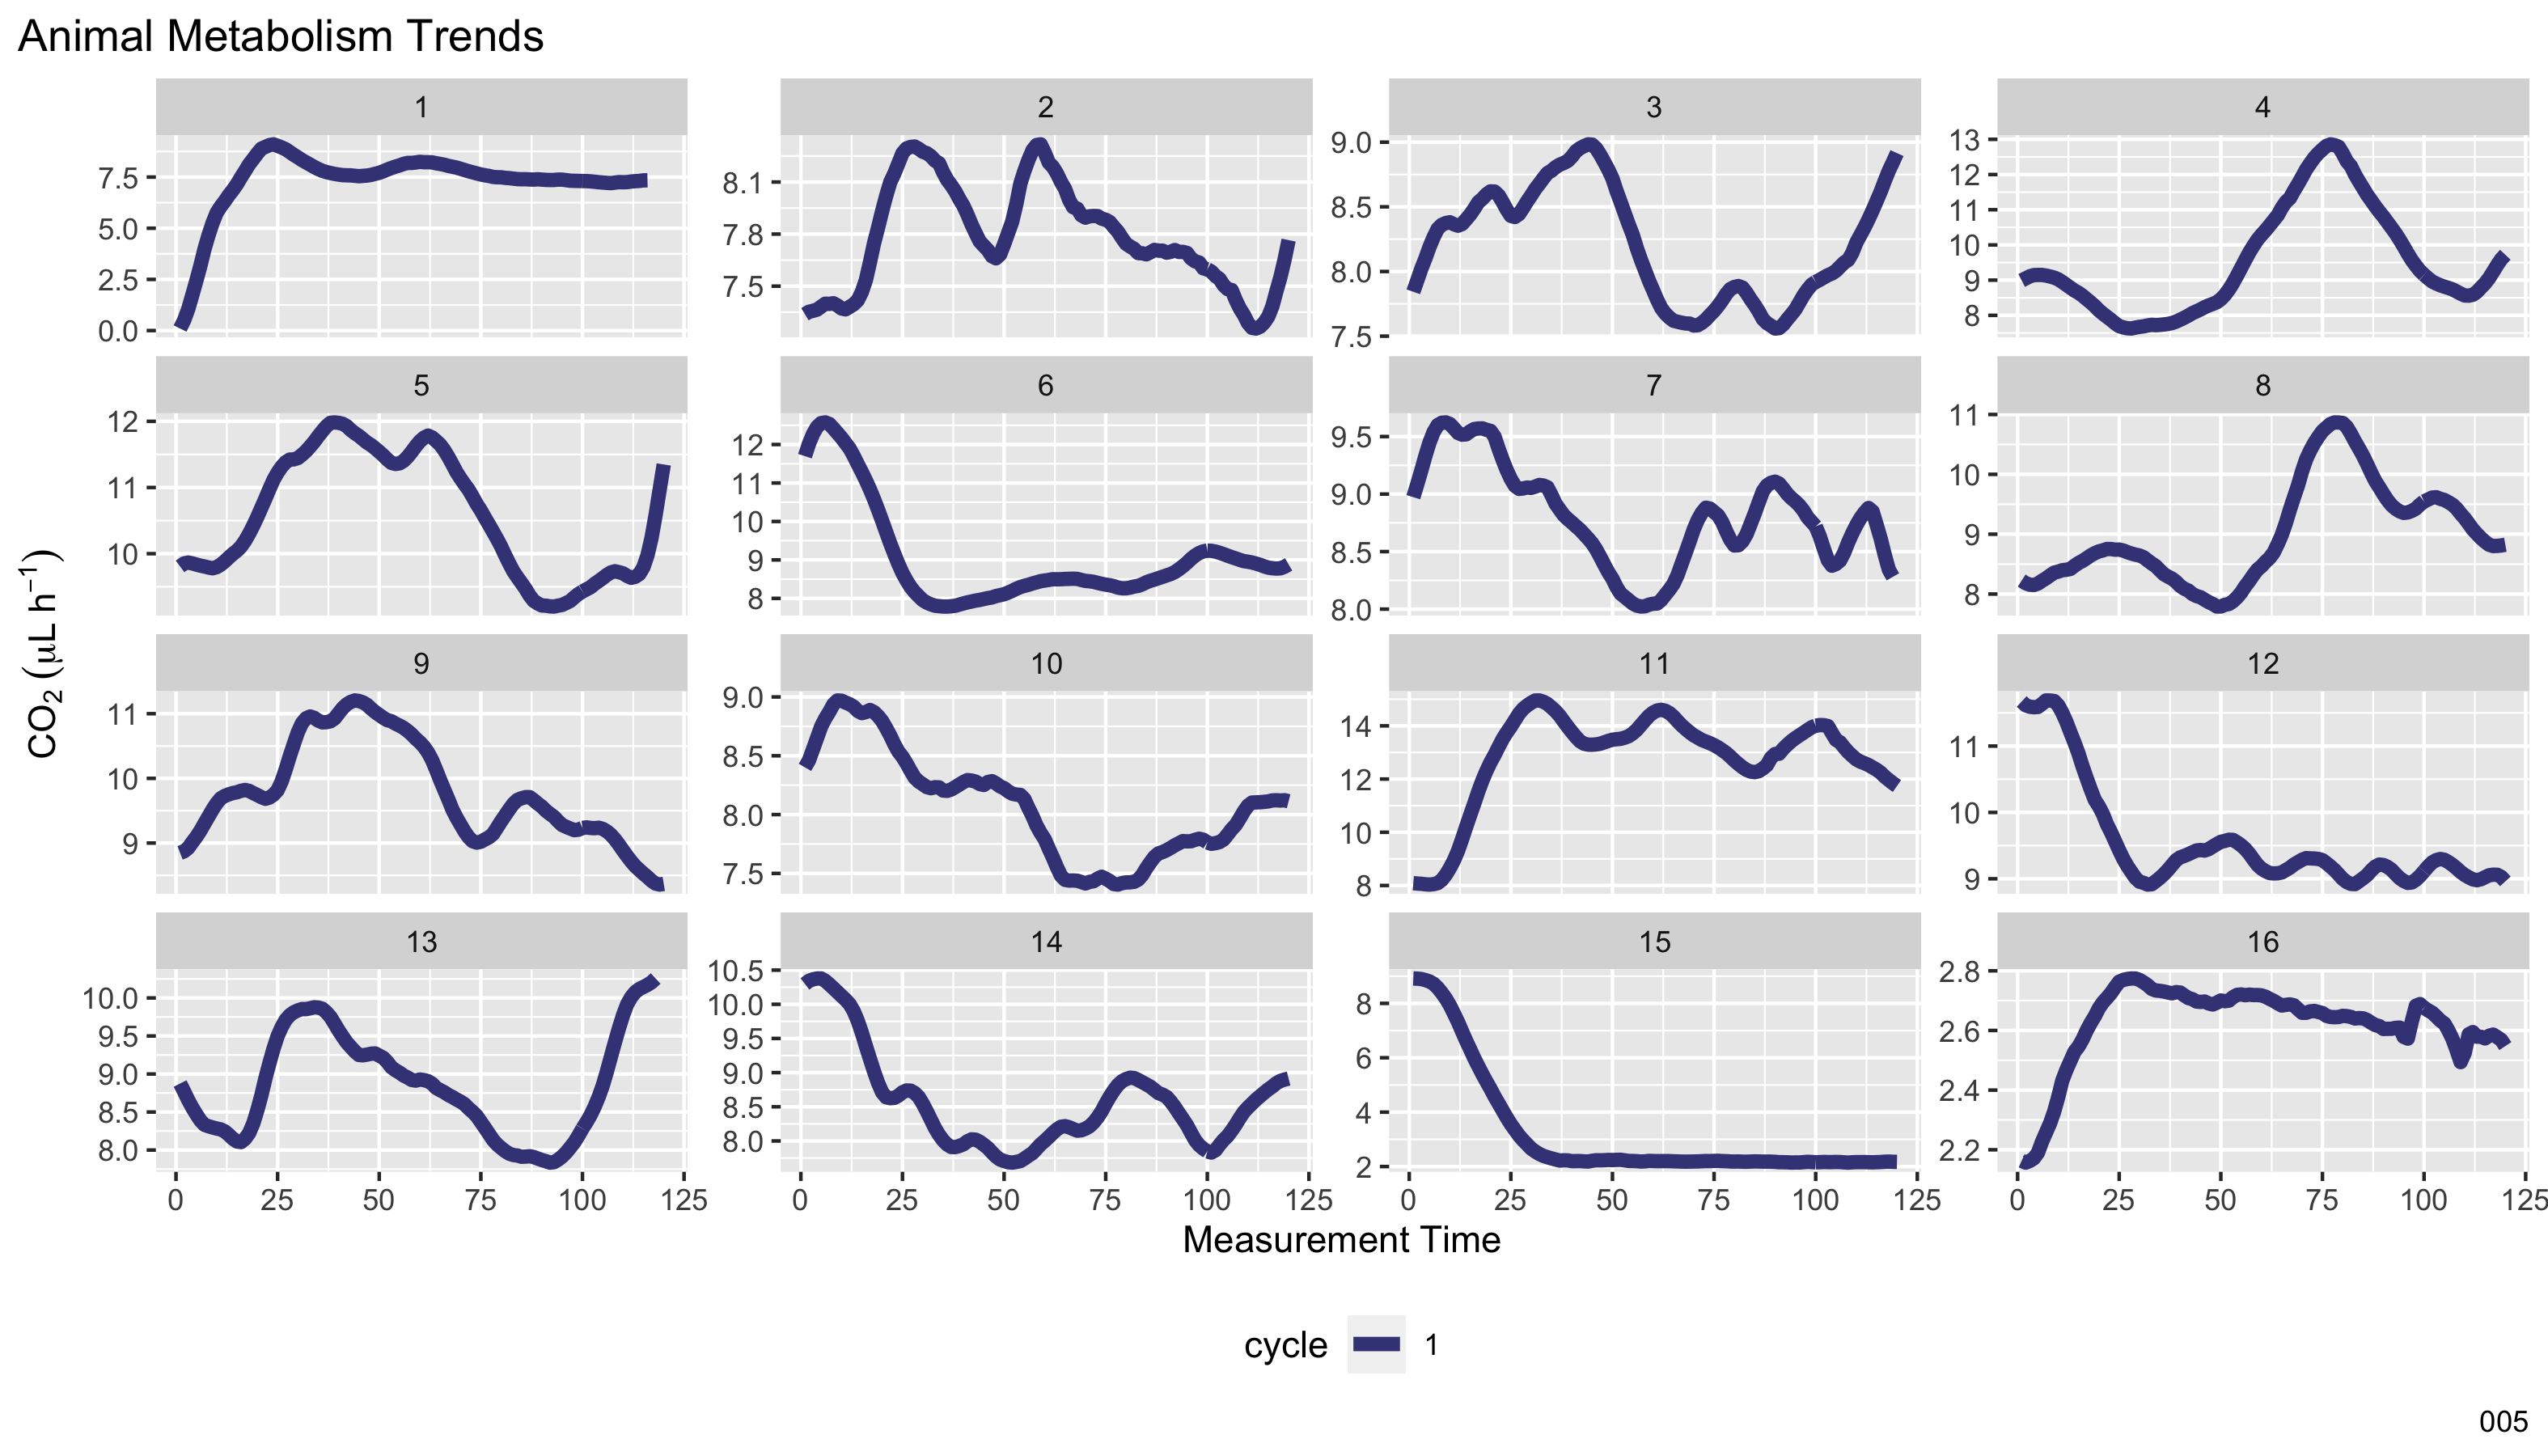 Animal Metabolism Trends
1 2 3 4
7.5 5.0 2.5 0.0
8.1 7.8 7.5
9.0 8.5 8.0 7.5
13 12 11 10 9 8
5 6 7 8
12 11 10
12 11 10 9 8
9.5 9.0 8.5 8.0
11 10 9 8
CO₂ (μL h⁻¹)
9 10 11 12
11 10 9
9.0 8.5 8.0 7.5
14 12 10 8
11 10 9
13 14 15 16
10.0 9.5 9.0 8.5 8.0
10.5 10.0 9.5 9.0 8.5 8.0
8 6 4 2
2.8 2.6 2.4 2.2
0 25 50 75 100 125 0 25 50 75 100 125 0 25 50 75 100 125 0 25 50 75 100 125
Measurement Time
cycle 1
005